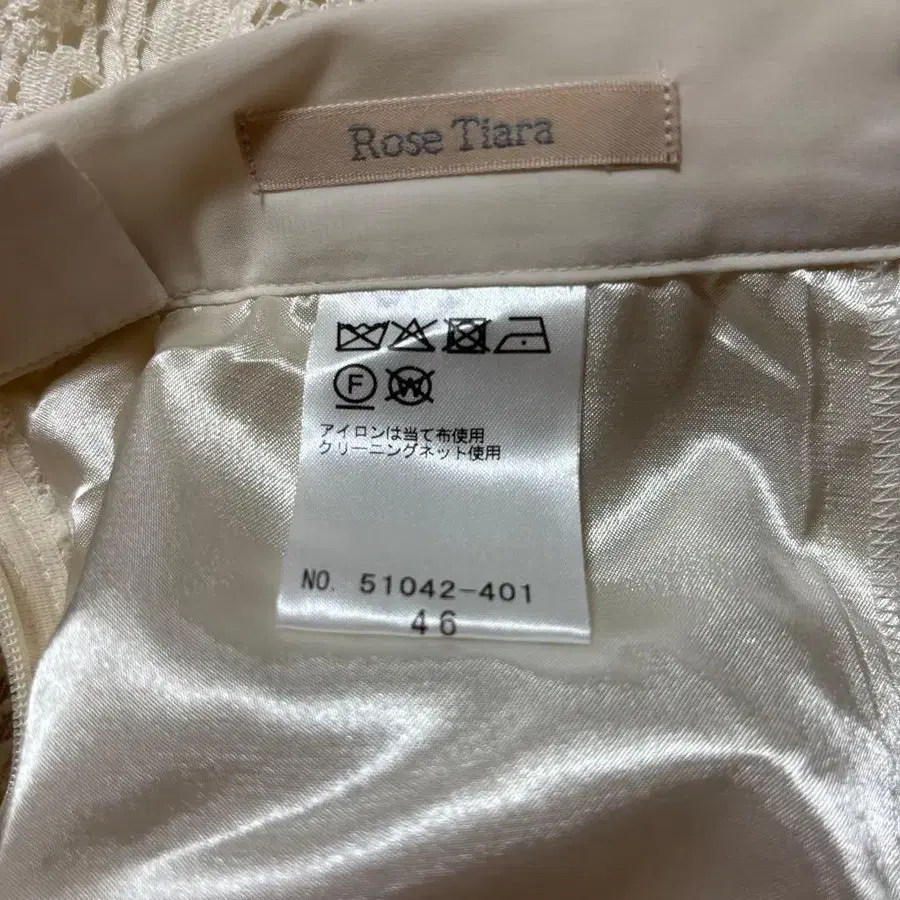 Rose Tiara
F
W
アイロンは当て布使用
クリーニングネット使用
NO. 51042-401
46